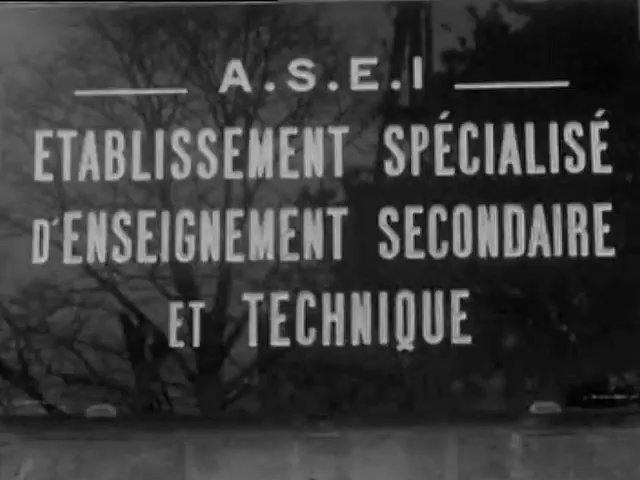 A.S.E.I
ETABLISSEMENT SPÉCIALISÉ
D'ENSEIGNEMENT SECONDAIRE
ET TECHNIQUE